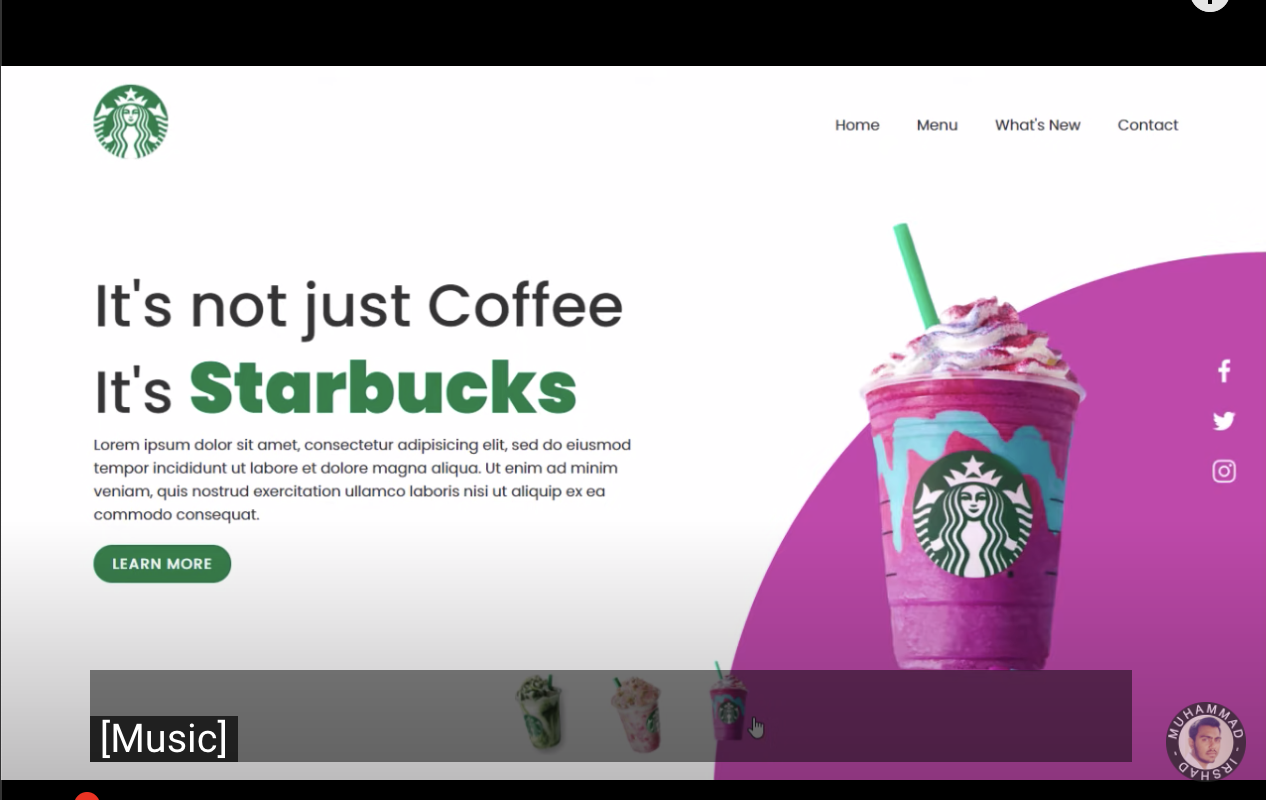 Home Menu What's New Contact
It's not just Coffee
It's Starbucks
Lorem ipsum dolor sit amet, consectetur adipisicing elit, sed do eiusmod
tempor incididunt ut labore et dolore magna aliqua. Ut enim ad minim
veniam, quis nostrud exercitation ullamco laboris nisi ut aliquip ex ea
commodo consequat.
LEARN MORE
[Music]
MUHAMMAD
IRSHAD